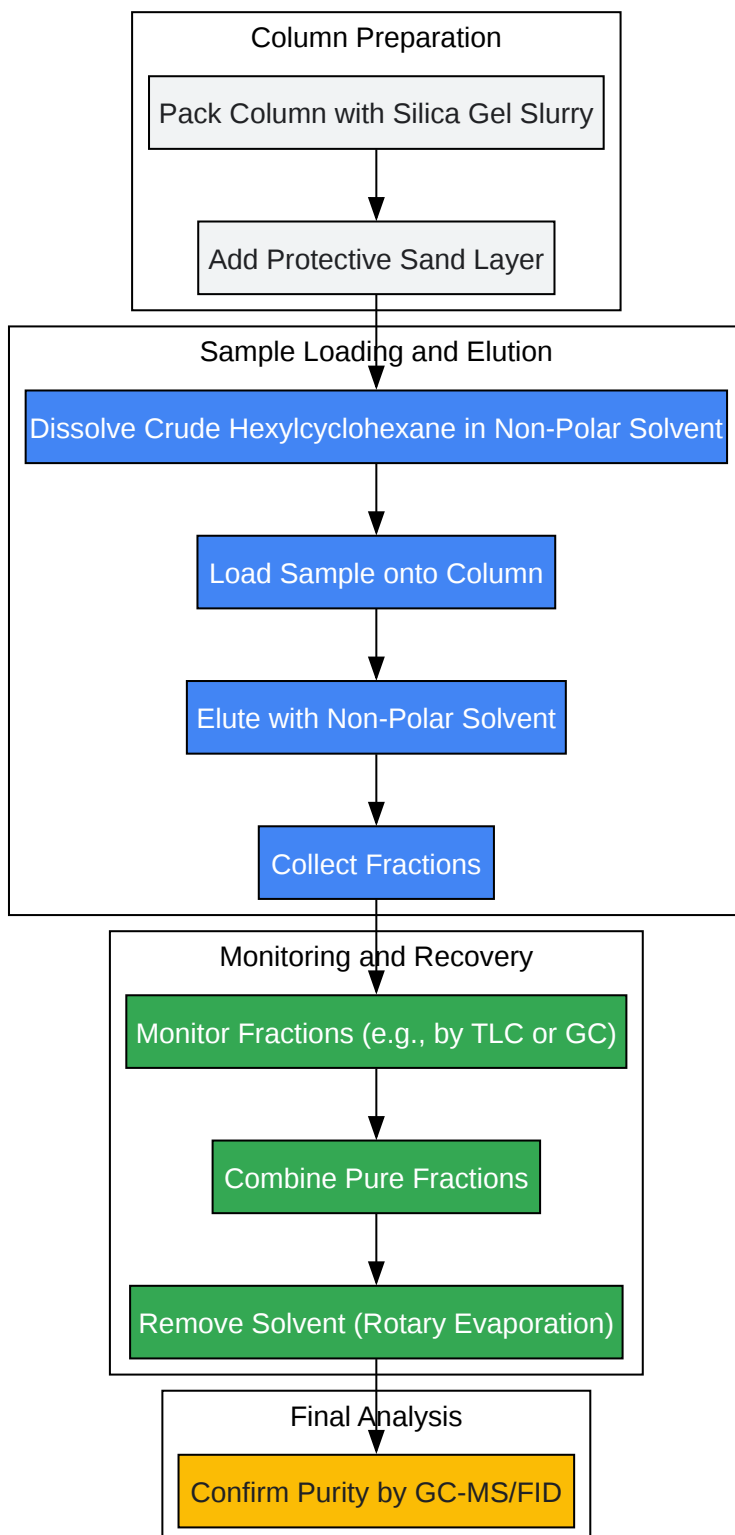 Column Preparation
Pack Column with Silica Gel Slurry
Add Protective Sand Layer
Sample Loading and Elution
Dissolve Crude Hexylcyclohexane in Non-Polar Solvent
Load Sample onto Column
Elute with Non-Polar Solvent
Collect Fractions
Monitoring and Recovery
Monitor Fractions (e.g., by TLC or GC)
Combine Pure Fractions
Remove Solvent (Rotary Evaporation)
Final Analysis
Confirm Purity by GC-MS/FID